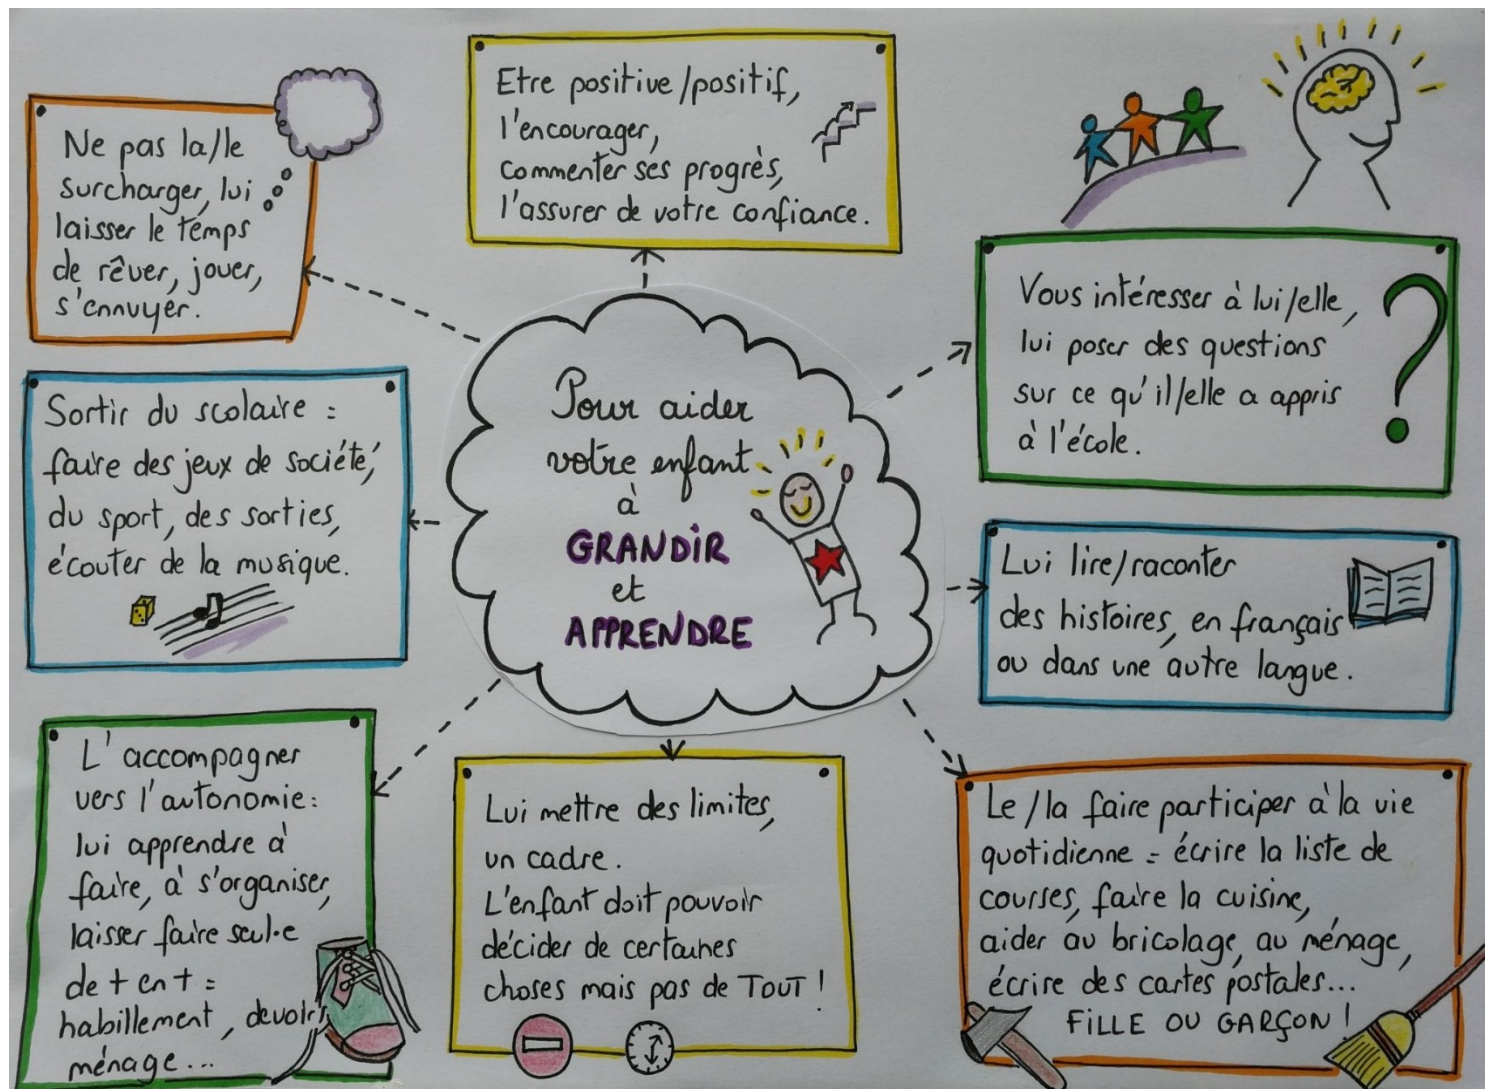 Pour aider
votre enfant
à
GRANDIR
et
APPRENDRE
Ne pas la/le
surcharger, lui
laisser le temps
de rêver, jouer,
s'ennuyer.
Etre positive/positif,
l'encourager,
commenter ses progrès,
l'assurer de votre confiance.
Vous intéresser à lui/elle,
lui poser des questions
sur ce qu'il/elle a appris
à l'école.
?
Sortir du scolaire =
faire des jeux de société,
du sport, des sorties,
écouter de la musique.
Lui lire/raconter
des histoires, en français
ou dans une autre langue.
L'accompagner
vers l'autonomie :
lui apprendre à
faire, à s'organiser,
laisser faire seul·e
de + en + =
habillement, devoirs,
ménage...
Lui mettre des limites,
un cadre.
L'enfant doit pouvoir
décider de certaines
choses mais pas de TOUT !
Le/la faire participer à la vie
quotidienne = écrire la liste de
courses, faire la cuisine,
aider au bricolage, au ménage,
écrire des cartes postales...
FILLE OU GARÇON !